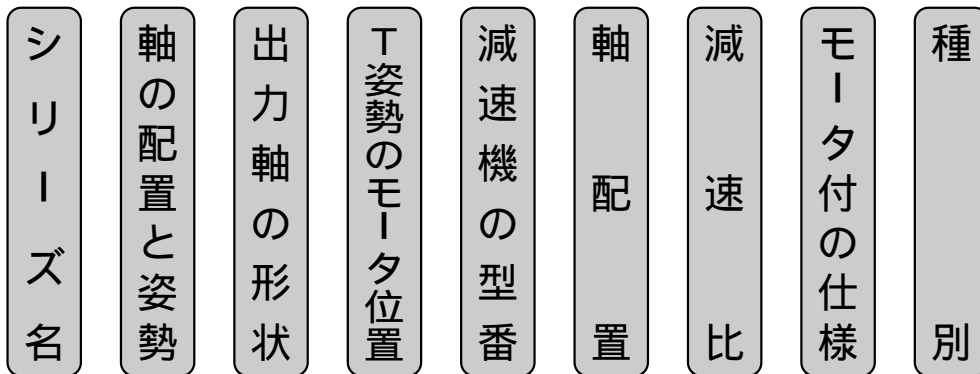 シリーズ名
軸の配置と姿勢
出力軸の形状
T姿勢のモータ位置
減速機の型番
軸配置
減速比
モータ付の仕様
種別